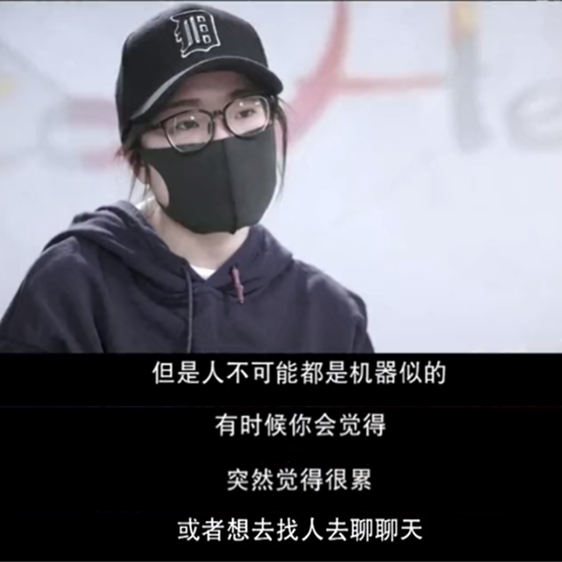 但是人不可能都是机器似的
有时候你会觉得
突然觉得很累
或者想去找人去聊聊天